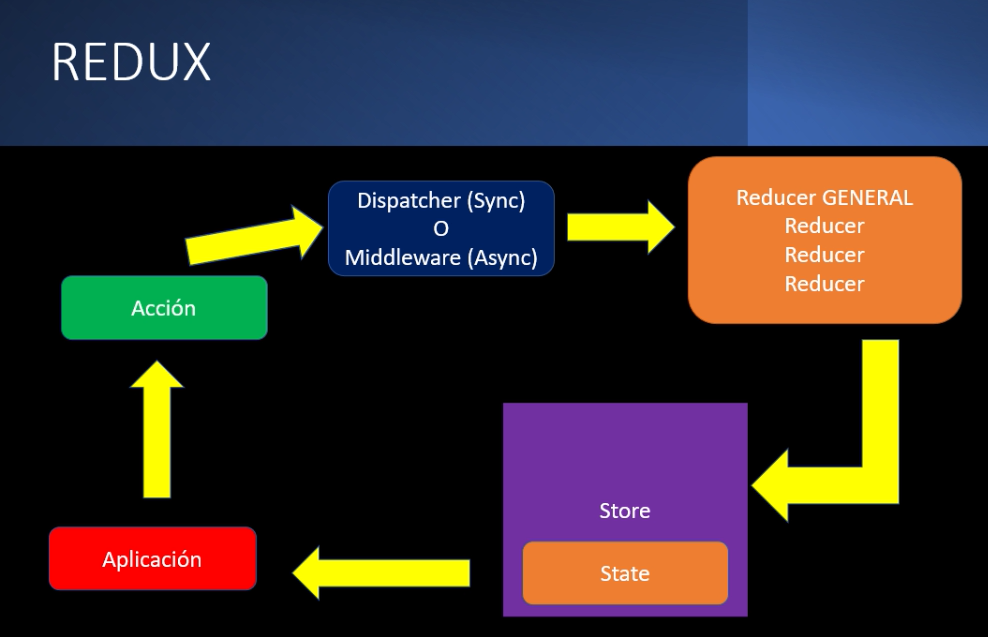 REDUX
Dispatcher (Sync)
O
Middleware (Async)
Reducer GENERAL
Reducer
Reducer
Reducer
Acción
Store
State
Aplicación